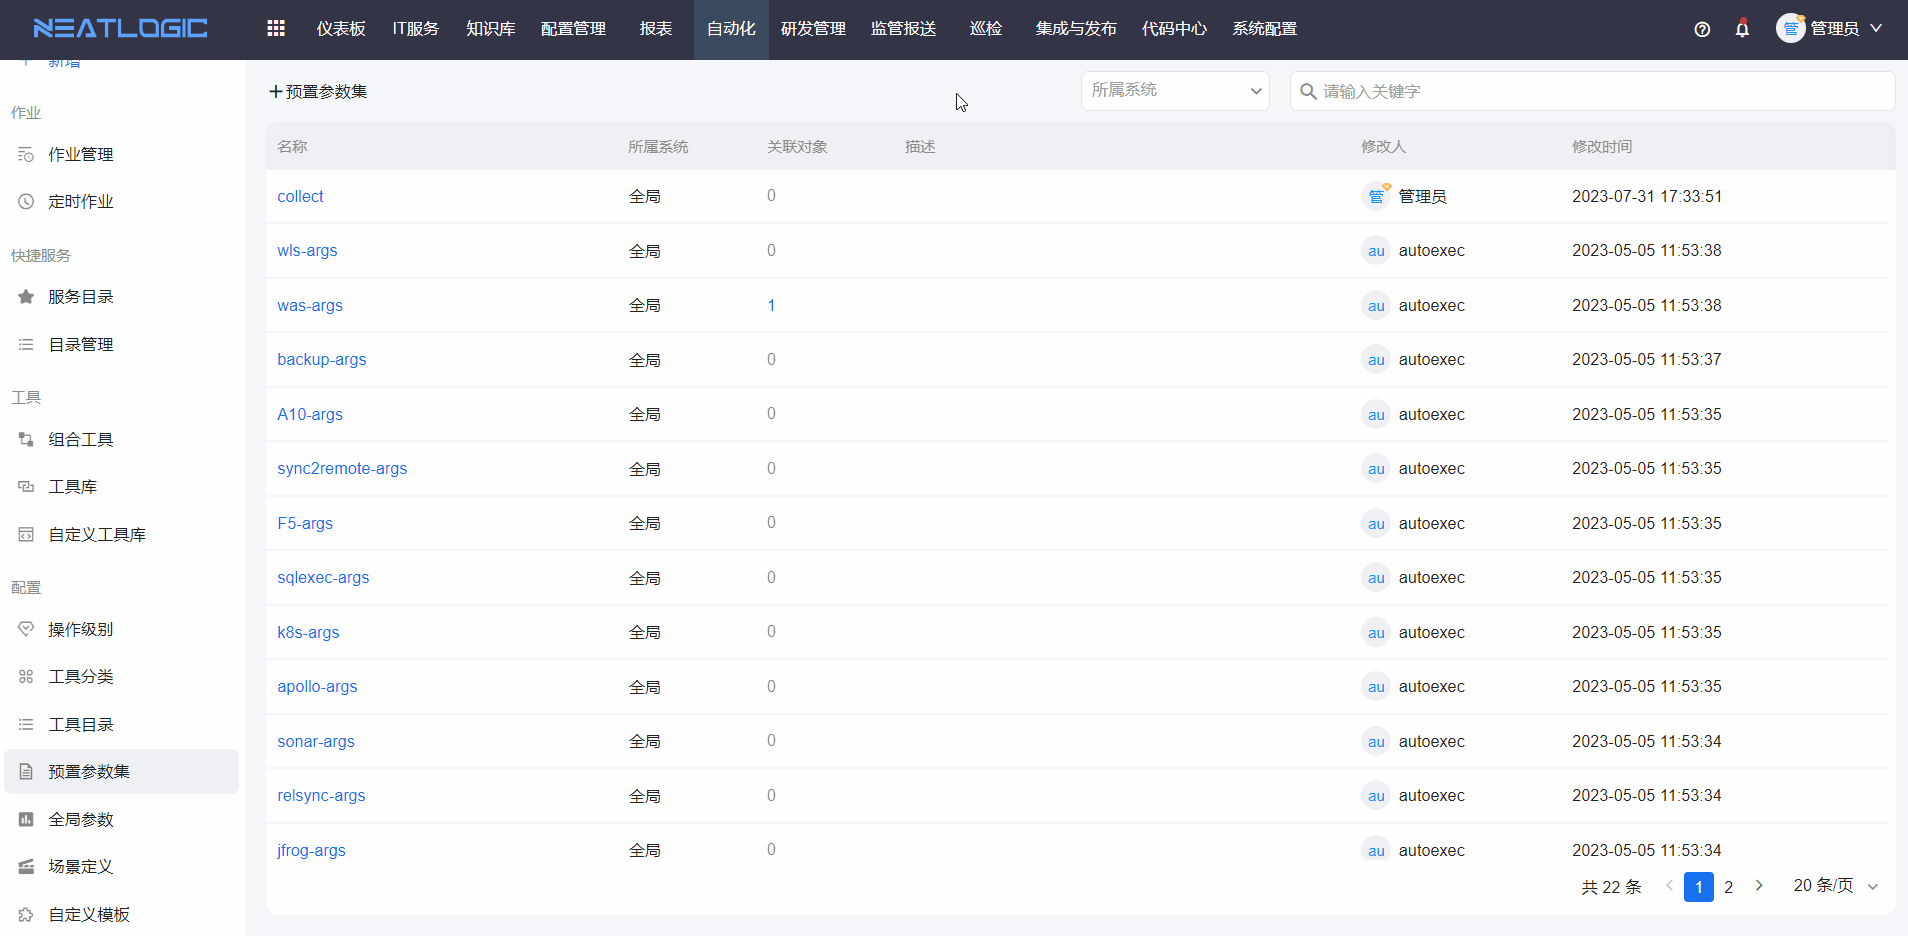 NEATLOGIC 仪表板 IT服务 知识库 配置管理 报表 自动化 研发管理 监管报送 巡检 集成与发布 代码中心 系统配置 管 管理员
新增
作业
作业管理
定时作业
快捷服务
服务目录
目录管理
工具
组合工具
工具库
自定义工具库
配置
操作级别
工具分类
工具目录
预置参数集
全局参数
场景定义
自定义模板
+预置参数集 所属系统 请输入关键字
名称 所属系统 关联对象 描述 修改人 修改时间
collect 全局 0 管 管理员 2023-07-31 17:33:51
wls-args 全局 0 au autoexec 2023-05-05 11:53:38
was-args 全局 1 au autoexec 2023-05-05 11:53:38
backup-args 全局 0 au autoexec 2023-05-05 11:53:37
A10-args 全局 0 au autoexec 2023-05-05 11:53:35
sync2remote-args 全局 0 au autoexec 2023-05-05 11:53:35
F5-args 全局 0 au autoexec 2023-05-05 11:53:35
sqlexec-args 全局 0 au autoexec 2023-05-05 11:53:35
k8s-args 全局 0 au autoexec 2023-05-05 11:53:35
apollo-args 全局 0 au autoexec 2023-05-05 11:53:35
sonar-args 全局 0 au autoexec 2023-05-05 11:53:34
relsync-args 全局 0 au autoexec 2023-05-05 11:53:34
jfrog-args 全局 0 au autoexec 2023-05-05 11:53:34
共 22 条 1 2 20 条/页